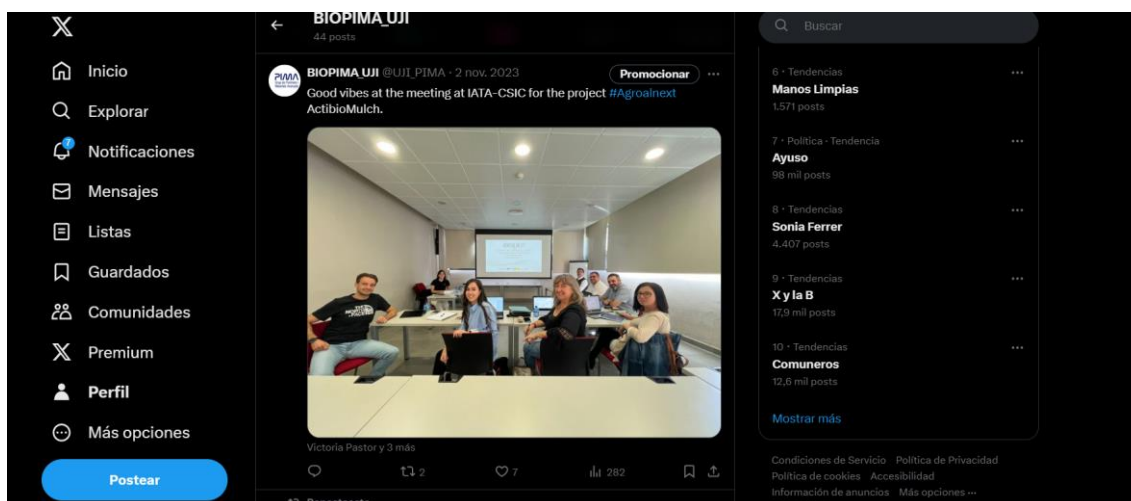 Inicio
Explorar
7
Notificaciones
Mensajes
Listas
Guardados
Comunidades
Premium
Perfil
Más opciones
Postear
BIOPIMA_UJI
44 posts
PIMA
BIOPIMA_UJI @UJI_PIMA · 2 nov. 2023
Promocionar
Good vibes at the meeting at IATA-CSIC for the project #Agroalnext
ActibioMulch.
Victoria Pastor y 3 más
2
7
282
Buscar
6 · Tendencias
Manos Limpias
1.571 posts
7 · Política · Tendencia
Ayuso
98 mil posts
8 · Tendencias
Sonia Ferrer
4.407 posts
9 · Tendencias
X y la B
17,9 mil posts
10 · Tendencias
Comuneros
12,6 mil posts
Mostrar más
Condiciones de Servicio Política de Privacidad
Política de cookies Accesibilidad
Información de anuncios Más opciones ···